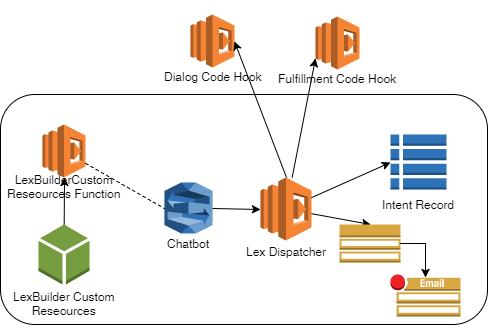 Dialog Code Hook
Fulfillment Code Hook
LexBuilderCustom
Reseources Function
Chatbot
Lex Dispatcher
Intent Record
Email
LexBuilder Custom
Reseources